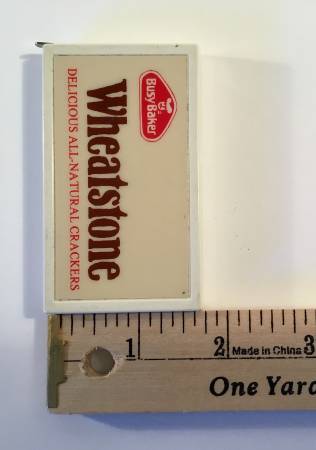 Busy Baker
Wheatstone
DELICIOUS ALL-NATURAL CRACKERS
1 2 3
Made in China
One Yard